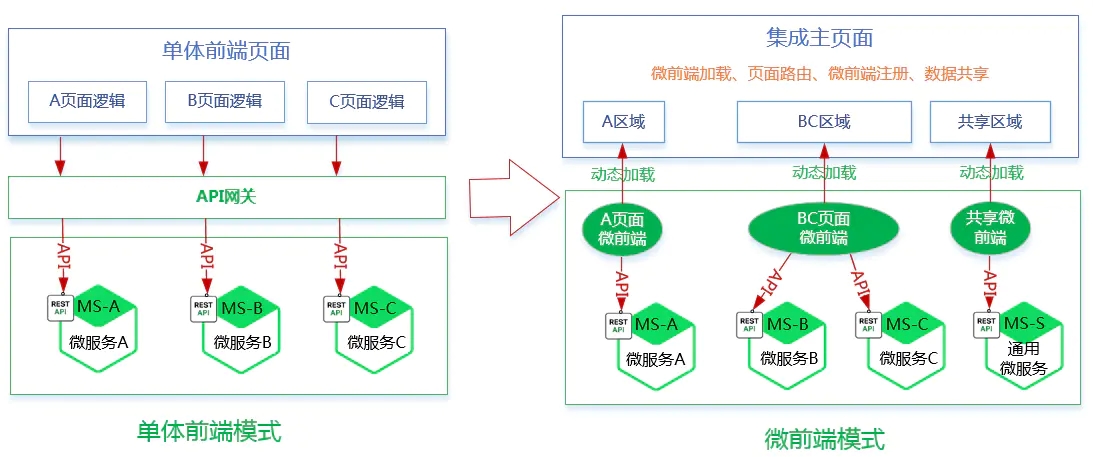 单体前端页面
A页面逻辑
B页面逻辑
C页面逻辑
API网关
API
API
API
REST
API
MS-A
微服务A
REST
API
MS-B
微服务B
REST
API
MS-C
微服务C
单体前端模式
集成主页面
微前端加载、页面路由、微前端注册、数据共享
A区域
BC区域
共享区域
动态加载
动态加载
动态加载
A页面
微前端
BC页面
微前端
共享微
前端
API
API
API
API
REST
API
MS-A
微服务A
REST
API
MS-B
微服务B
REST
API
MS-C
微服务C
REST
API
MS-S
通用
微服务
微前端模式